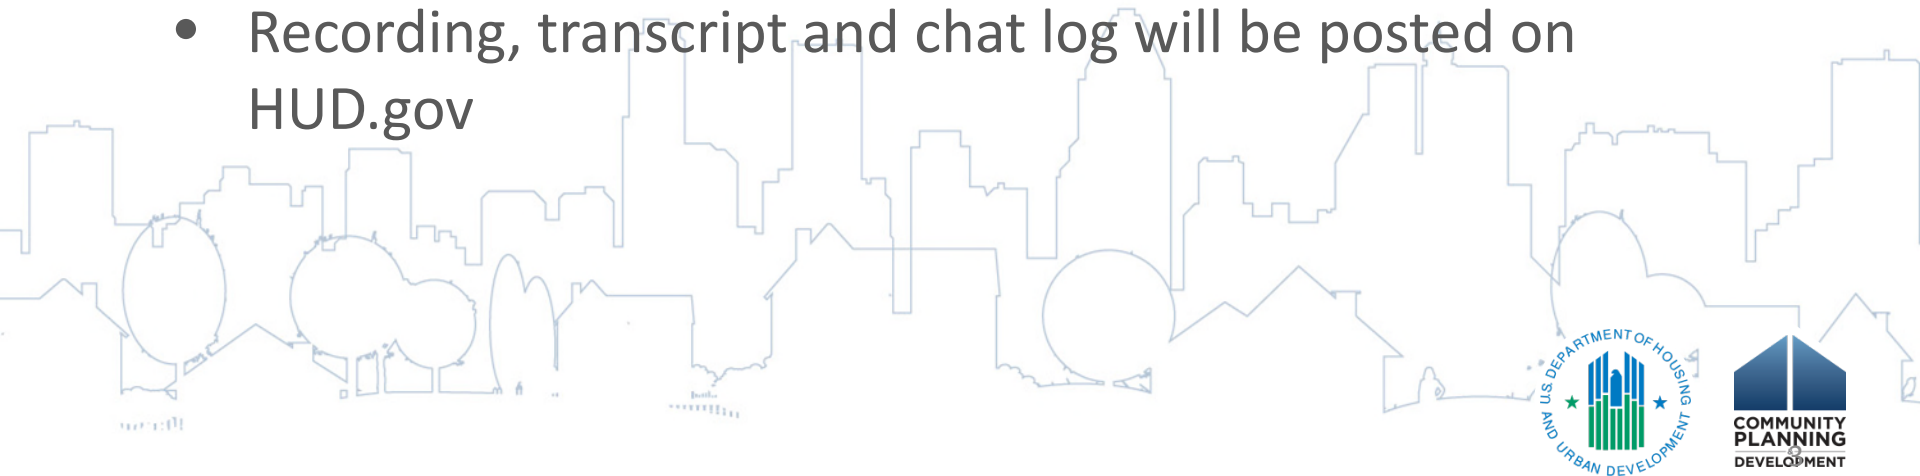 • Recording, transcript and chat log will be posted on
HUD.gov
U.S. DEPARTMENT OF HOUSING
AND URBAN DEVELOPMENT
COMMUNITY
PLANNING
DEVELOPMENT
3